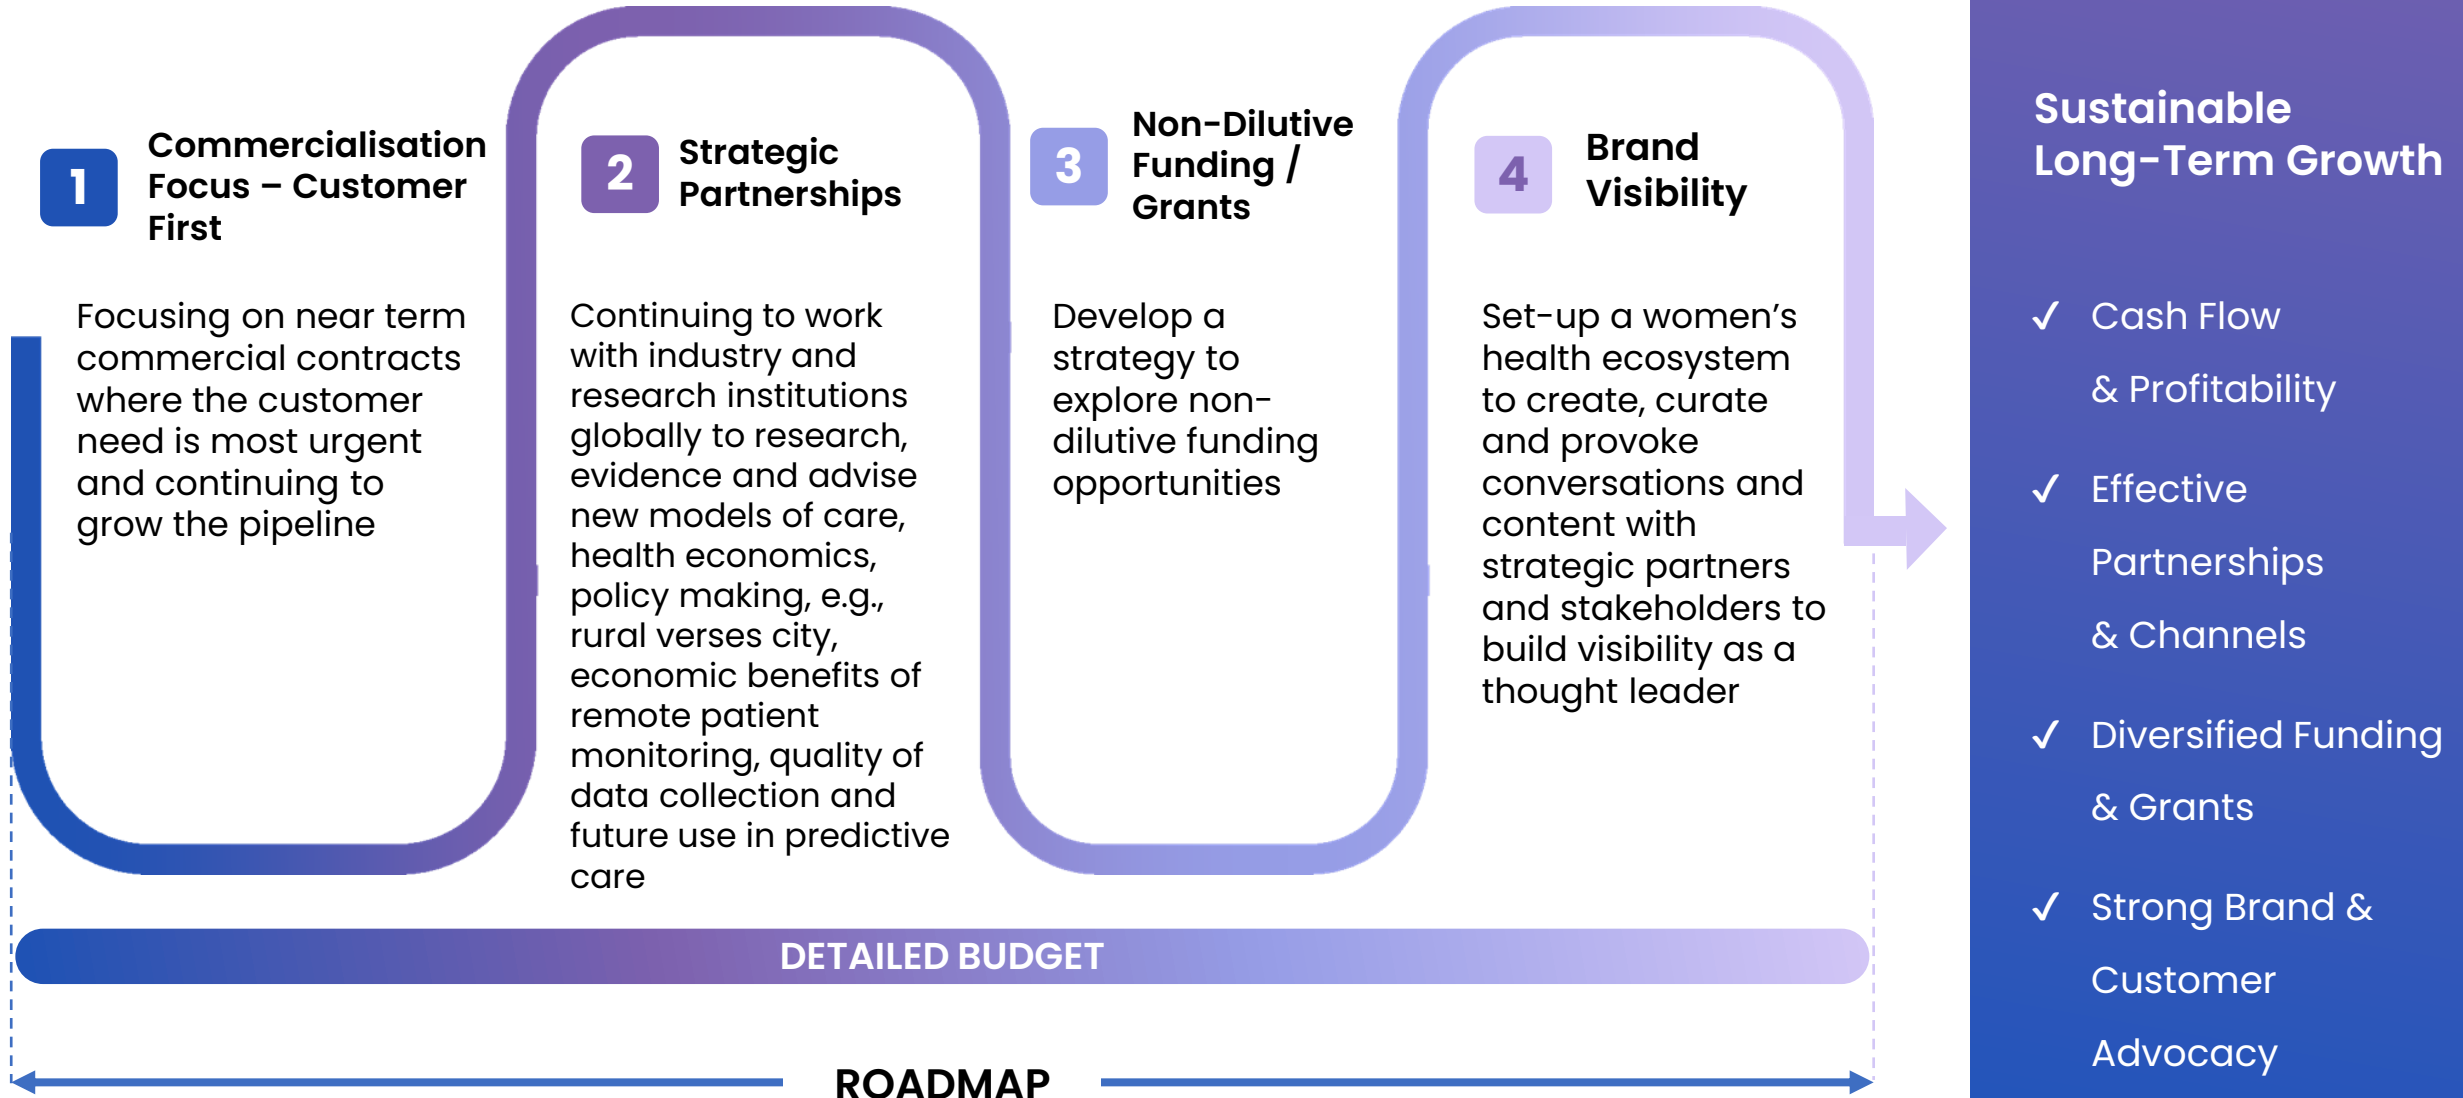 1
Commercialisation
Focus – Customer
First
Focusing on near term
commercial contracts
where the customer
need is most urgent
and continuing to
grow the pipeline
2
Strategic
Partnerships
Continuing to work
with industry and
research institutions
globally to research,
evidence and advise
new models of care,
health economics,
policy making, e.g.,
rural verses city,
economic benefits of
remote patient
monitoring, quality of
data collection and
future use in predictive
care
3
Non-Dilutive
Funding /
Grants
Develop a
strategy to
explore non-
dilutive funding
opportunities
4
Brand
Visibility
Set-up a women’s
health ecosystem
to create, curate
and provoke
conversations and
content with
strategic partners
and stakeholders to
build visibility as a
thought leader
DETAILED BUDGET
ROADMAP
Sustainable
Long-Term Growth
✓ Cash Flow
& Profitability
✓ Effective
Partnerships
& Channels
✓ Diversified Funding
& Grants
✓ Strong Brand &
Customer
Advocacy